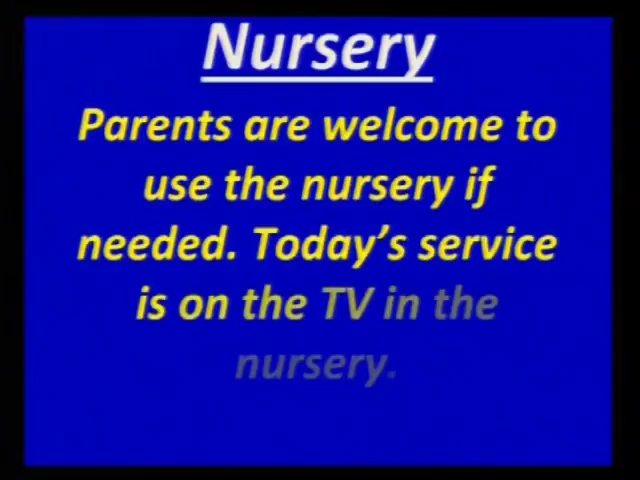 Nursery
Parents are welcome to
use the nursery if
needed. Today’s service
is on the TV in the
nursery.